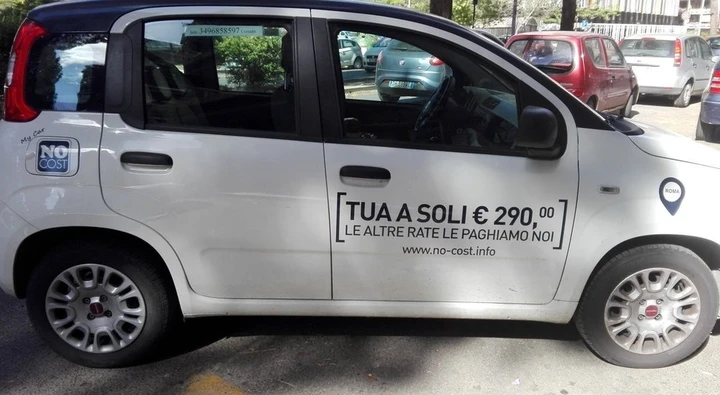 3496858597
My Car
NO
COST
TUA A SOLI € 290,00
LE ALTRE RATE LE PAGHIAMO NOI
www.no-cost.info
ROMA